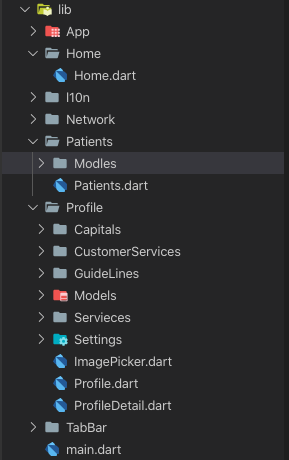 lib
App
Home
Home.dart
l10n
Network
Patients
Modles
Patients.dart
Profile
Capitals
CustomerServices
GuideLines
Models
Servieces
Settings
ImagePicker.dart
Profile.dart
ProfileDetail.dart
TabBar
main.dart